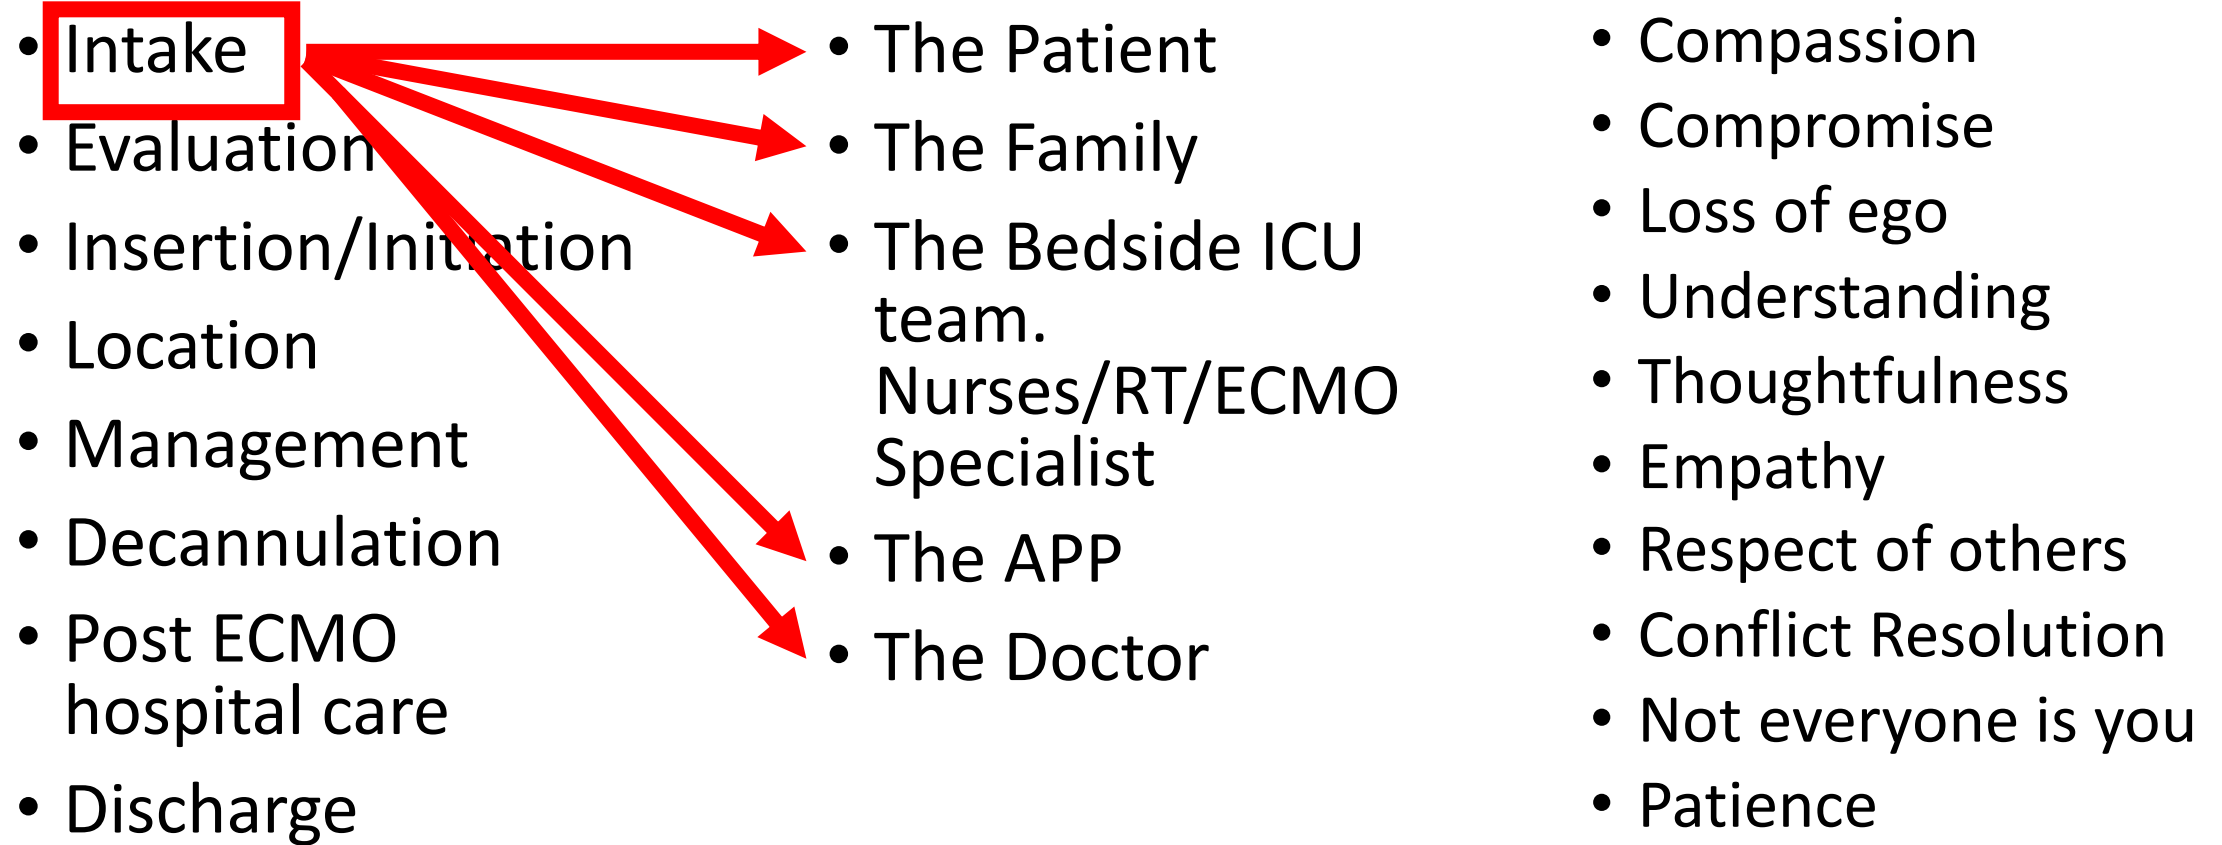 • Intake
• Evaluation
• Insertion/Initiation
• Location
• Management
• Decannulation
• Post ECMO
hospital care
• Discharge
• The Patient
• The Family
• The Bedside ICU
team.
Nurses/RT/ECMO
Specialist
• The APP
• The Doctor
• Compassion
• Compromise
• Loss of ego
• Understanding
• Thoughtfulness
• Empathy
• Respect of others
• Conflict Resolution
• Not everyone is you
• Patience